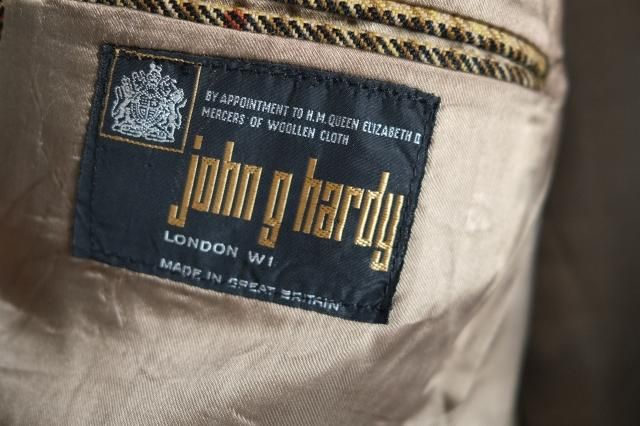 BY APPOINTMENT TO H.M. QUEEN ELIZABETH II
MERCERS OF WOOLLEN CLOTH
john g hardy
LONDON W1
MADE IN GREAT BRITAIN